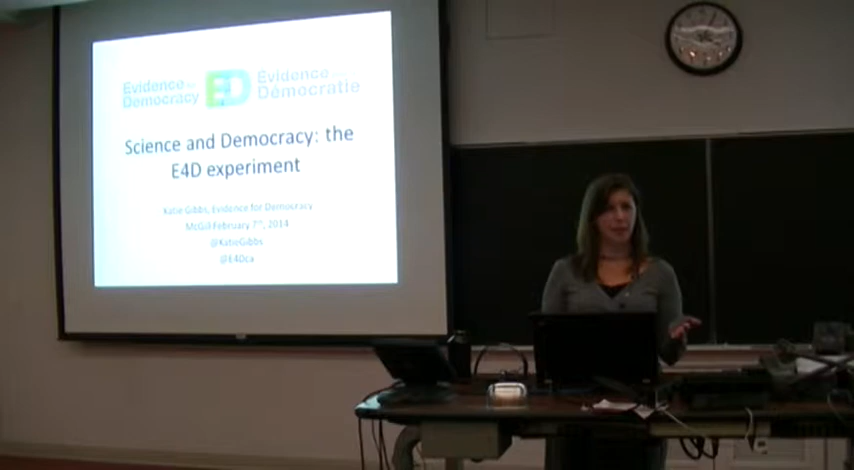 Evidence for
Democracy
E4D
Evidence pour
Démocratie
Science and Democracy: the
E4D experiment
Katie Gibbs, Evidence for Democracy
McGill February 7th, 2014
@KatieGibbs
@E4Dca